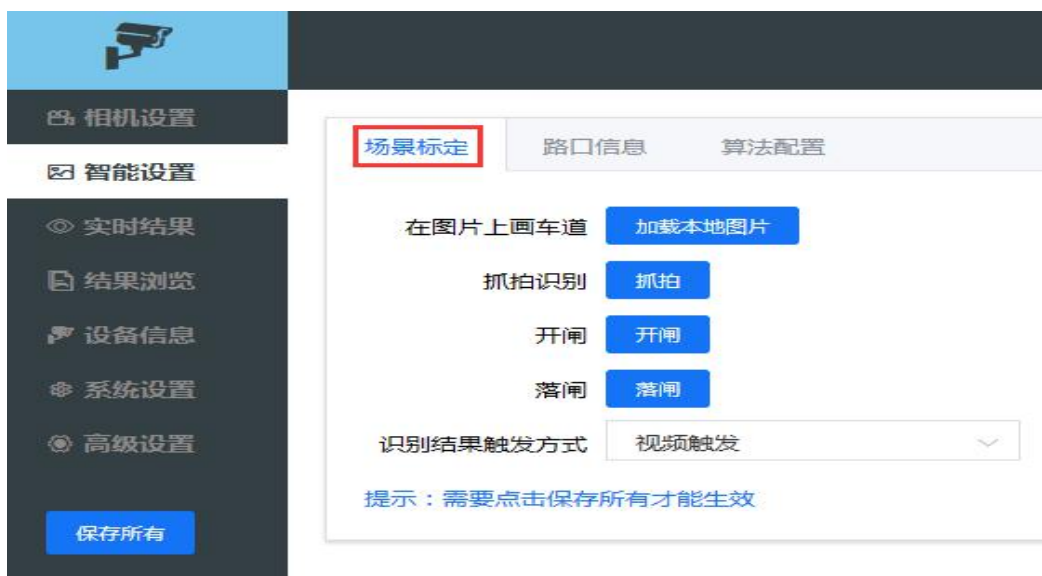 相机设置
智能设置
实时结果
结果浏览
设备信息
系统设置
高级设置
保存所有
场景标定 路口信息 算法配置
在图片上画车道 加载本地图片
抓拍识别 抓拍
开闸 开闸
落闸 落闸
识别结果触发方式 视频触发
提示：需要点击保存所有才能生效